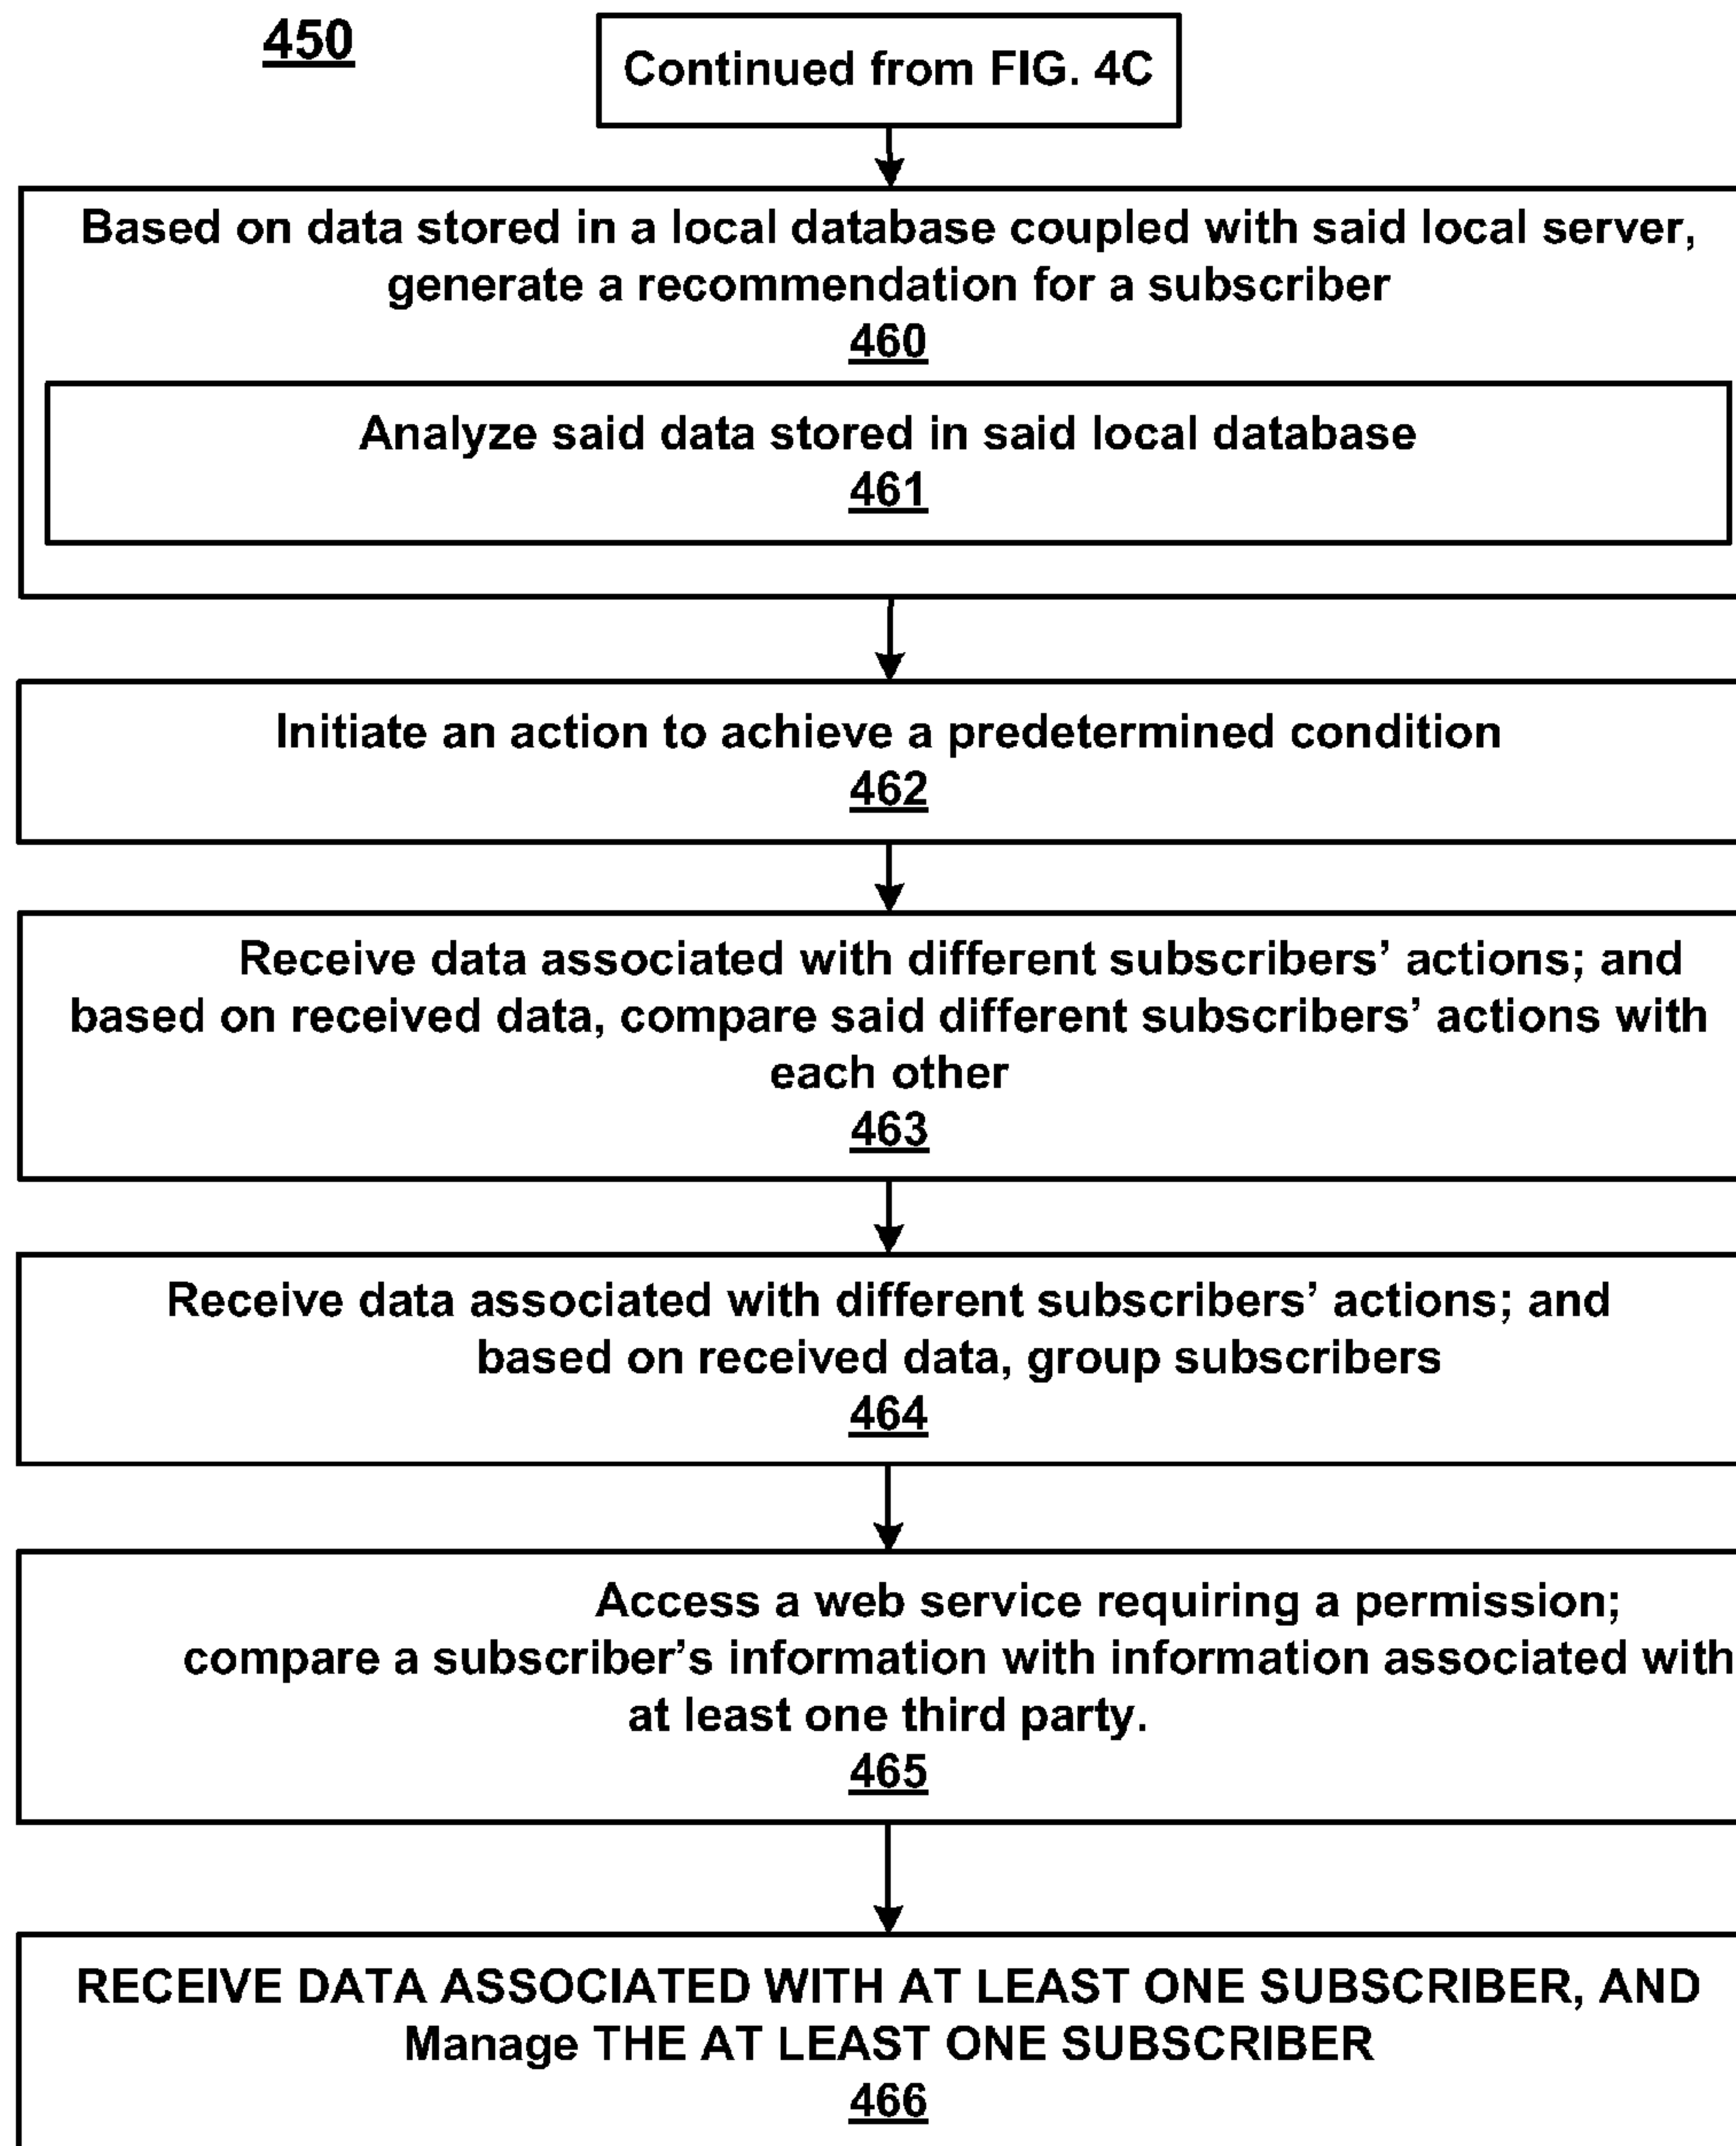 450
Continued from FIG. 4C
Based on data stored in a local database coupled with said local server,
generate a recommendation for a subscriber
460
Analyze said data stored in said local database
461
Initiate an action to achieve a predetermined condition
462
Receive data associated with different subscribers’ actions; and
based on received data, compare said different subscribers’ actions with
each other
463
Receive data associated with different subscribers’ actions; and
based on received data, group subscribers
464
Access a web service requiring a permission;
compare a subscriber’s information with information associated with
at least one third party.
465
RECEIVE DATA ASSOCIATED WITH AT LEAST ONE SUBSCRIBER, AND
Manage THE AT LEAST ONE SUBSCRIBER
466